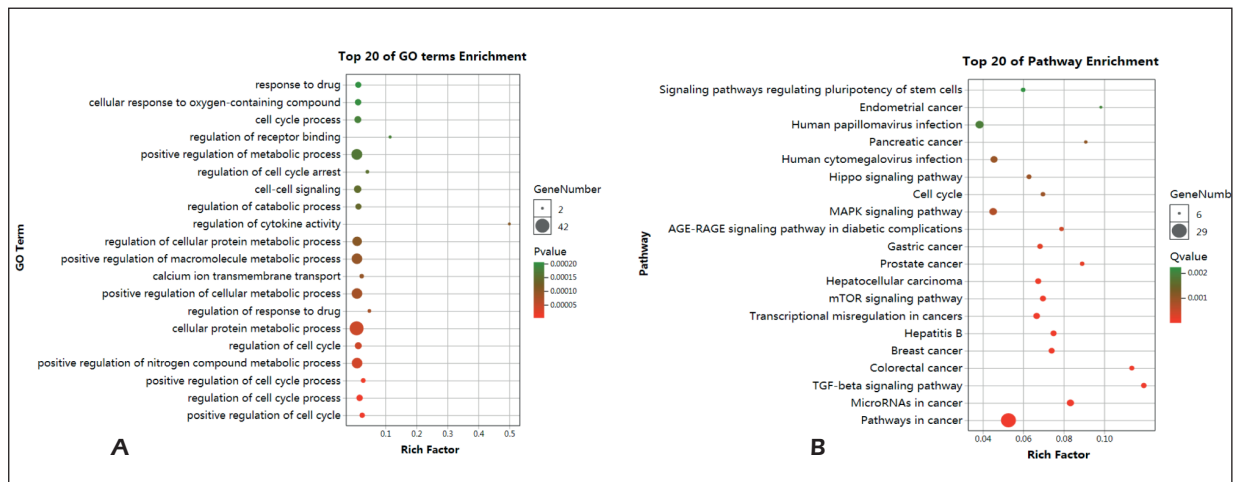 Top 20 of GO terms Enrichment
response to drug
cellular response to oxygen-containing compound
cell cycle process
regulation of receptor binding
positive regulation of metabolic process
regulation of cell cycle arrest
cell-cell signaling
regulation of catabolic process
regulation of cytokine activity
regulation of cellular protein metabolic process
positive regulation of macromolecule metabolic process
calcium ion transmembrane transport
positive regulation of cellular metabolic process
regulation of response to drug
cellular protein metabolic process
regulation of cell cycle
positive regulation of nitrogen compound metabolic process
positive regulation of cell cycle process
regulation of cell cycle process
positive regulation of cell cycle
GO Term
0.1 0.2 0.3 0.4 0.5
Rich Factor
GeneNumber
2
42
Pvalue
0.00020
0.00015
0.00010
0.00005
A
Top 20 of Pathway Enrichment
Signaling pathways regulating pluripotency of stem cells
Endometrial cancer
Human papillomavirus infection
Pancreatic cancer
Human cytomegalovirus infection
Hippo signaling pathway
Cell cycle
MAPK signaling pathway
AGE-RAGE signaling pathway in diabetic complications
Gastric cancer
Prostate cancer
Hepatocellular carcinoma
mTOR signaling pathway
Transcriptional misregulation in cancers
Hepatitis B
Breast cancer
Colorectal cancer
TGF-beta signaling pathway
MicroRNAs in cancer
Pathways in cancer
Pathway
0.04 0.06 0.08 0.10
Rich Factor
GeneNumb
6
29
Qvalue
0.002
0.001
B